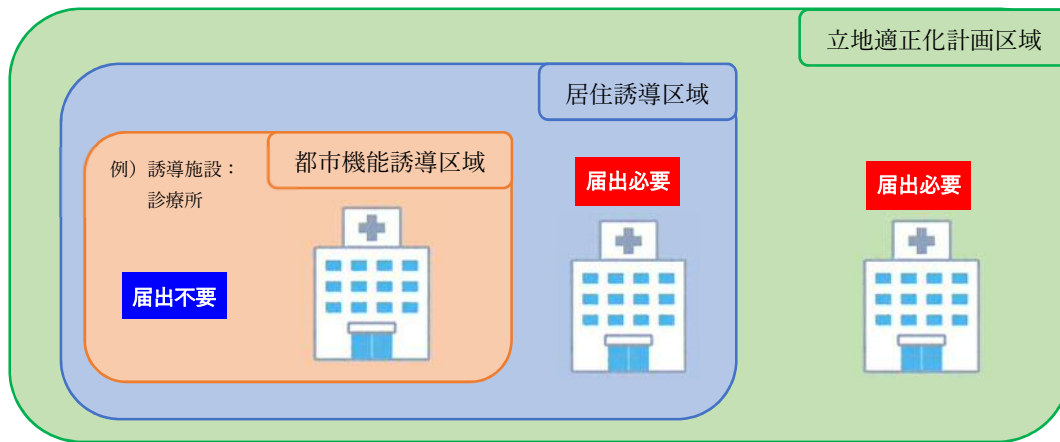 立地適正化計画区域
居住誘導区域
都市機能誘導区域
例）誘導施設：
診療所
届出不要
届出必要
届出必要